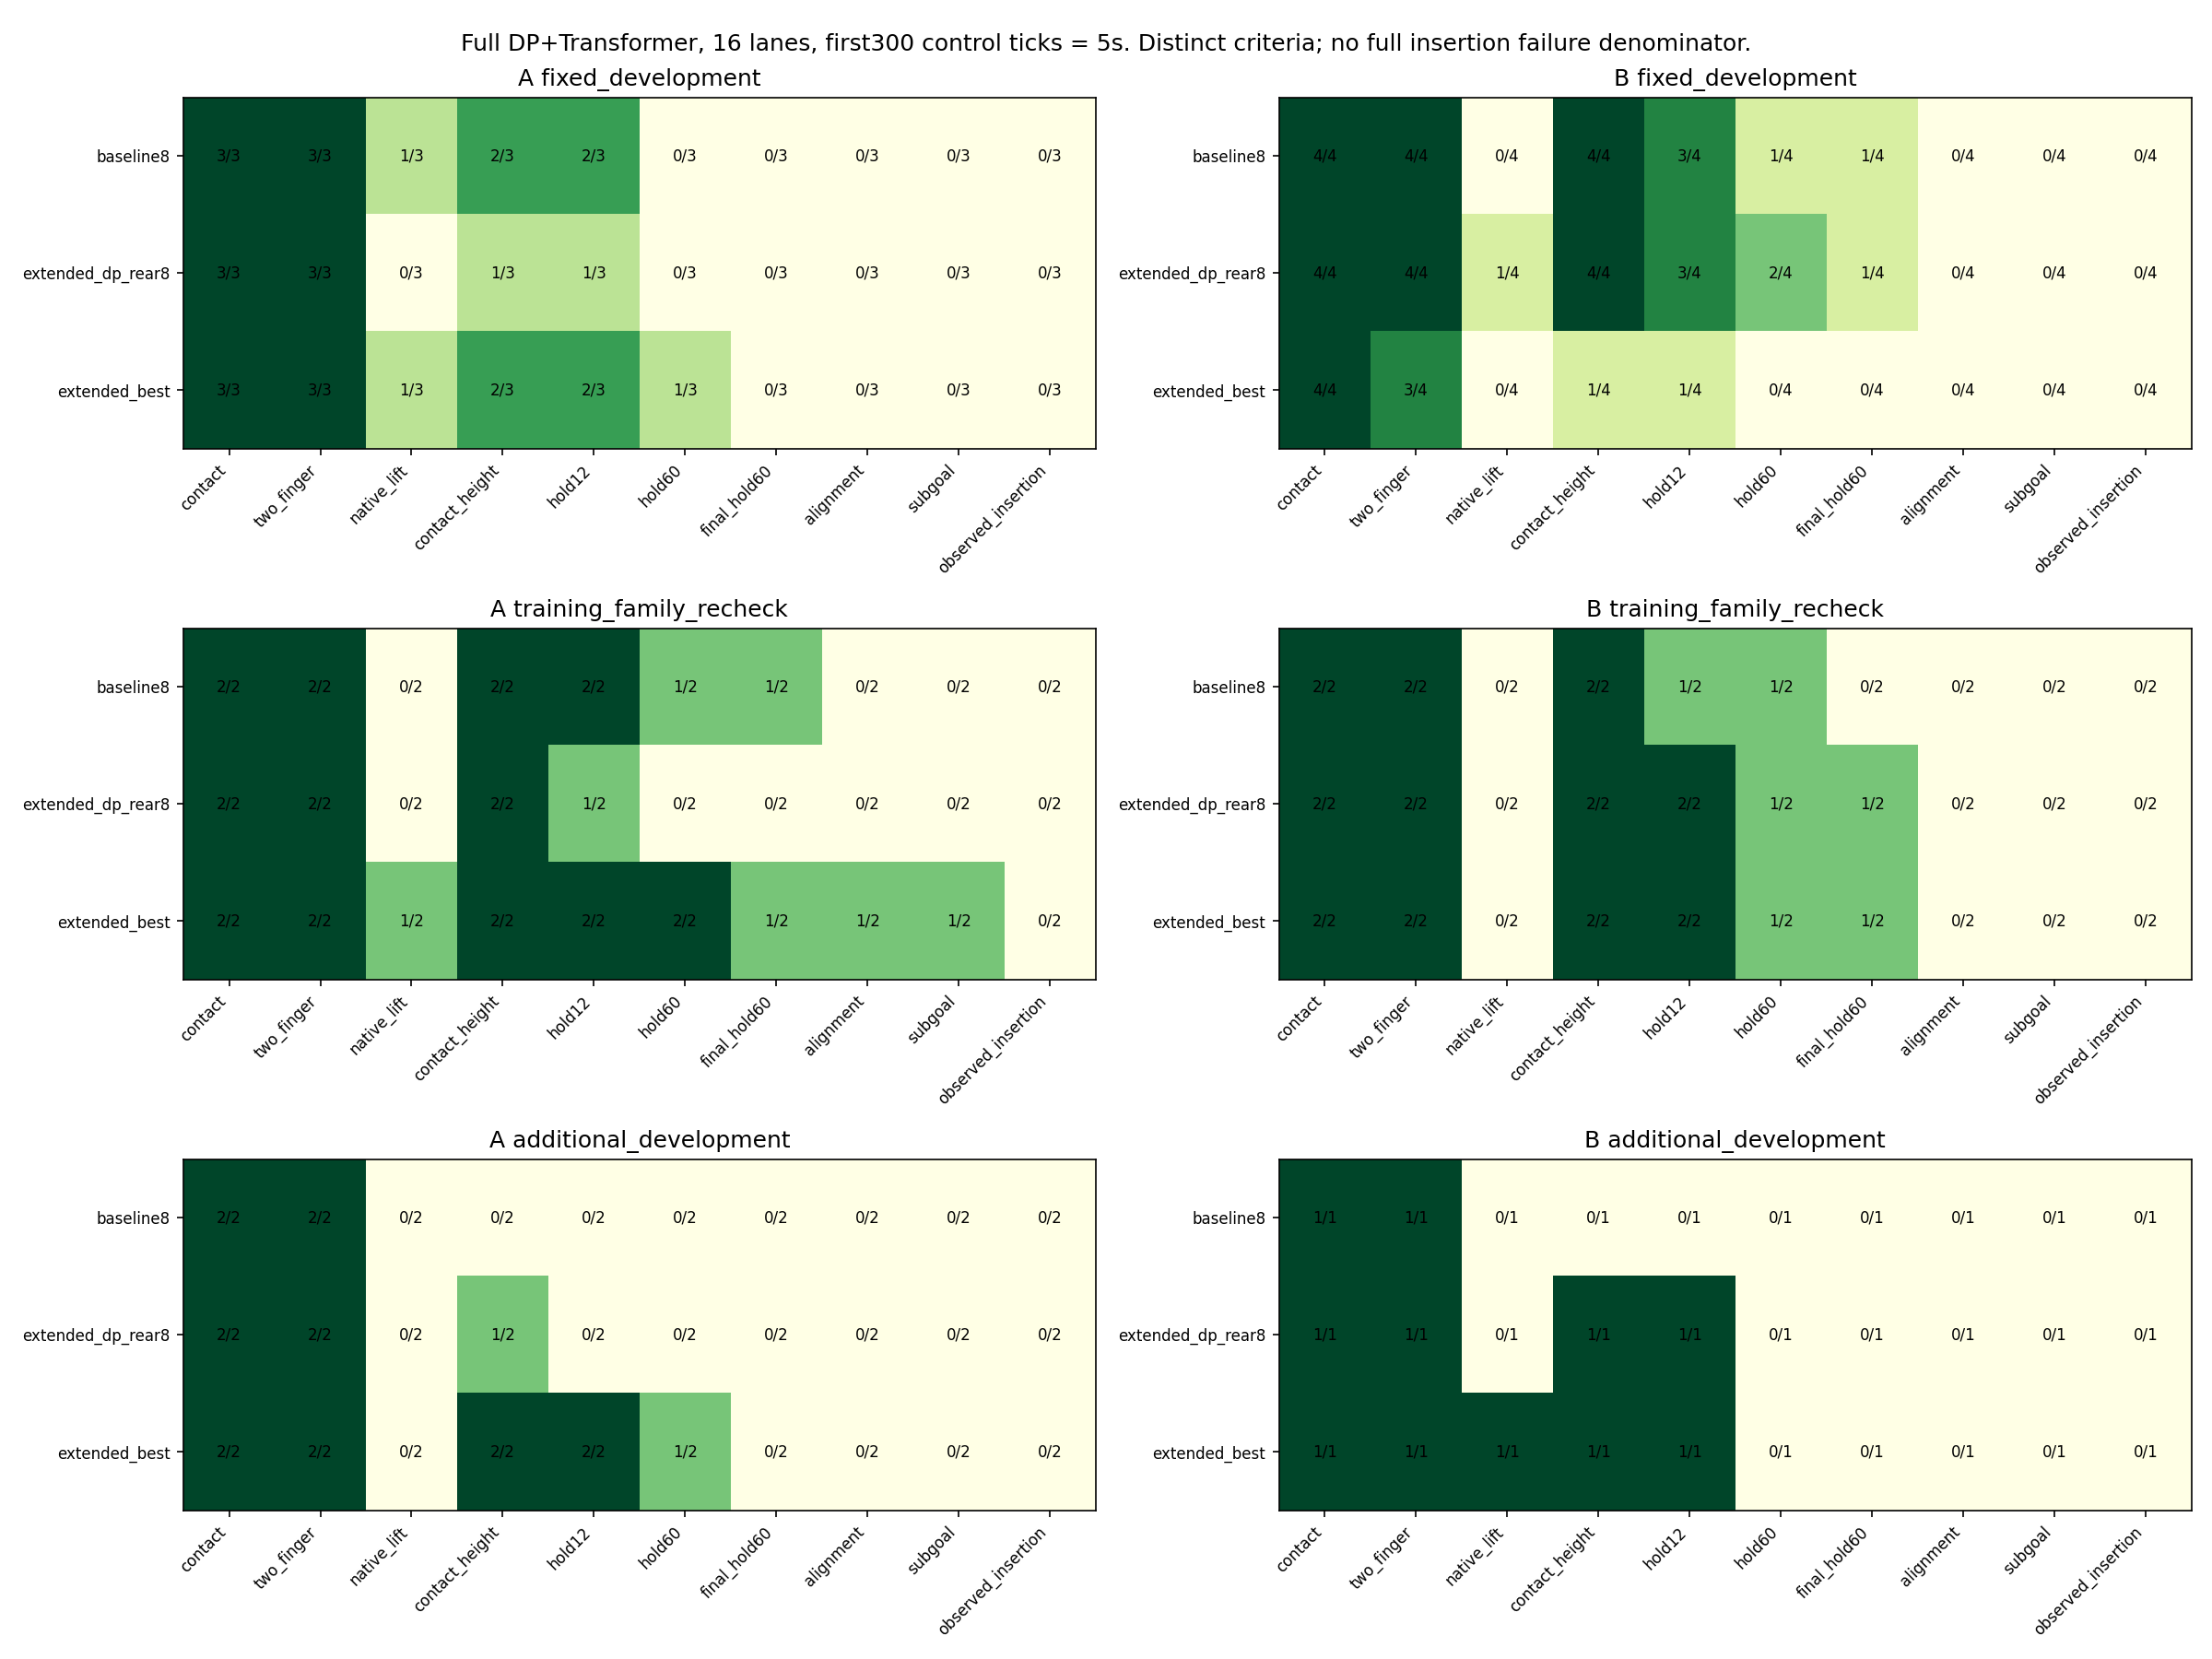 Full DP+Transformer, 16 lanes, first300 control ticks = 5s. Distinct criteria; no full insertion failure denominator.
A fixed_development
baseline8 3/3 3/3 1/3 2/3 2/3 0/3 0/3 0/3 0/3 0/3
extended_dp_rear8 3/3 3/3 0/3 1/3 1/3 0/3 0/3 0/3 0/3 0/3
extended_best 3/3 3/3 1/3 2/3 2/3 1/3 0/3 0/3 0/3 0/3
contact two_finger native_lift contact_height hold12 hold60 final_hold60 alignment subgoal observed_insertion
B fixed_development
baseline8 4/4 4/4 0/4 4/4 3/4 1/4 1/4 0/4 0/4 0/4
extended_dp_rear8 4/4 4/4 1/4 4/4 3/4 2/4 1/4 0/4 0/4 0/4
extended_best 4/4 3/4 0/4 1/4 1/4 0/4 0/4 0/4 0/4 0/4
contact two_finger native_lift contact_height hold12 hold60 final_hold60 alignment subgoal observed_insertion
A training_family_recheck
baseline8 2/2 2/2 0/2 2/2 2/2 1/2 1/2 0/2 0/2 0/2
extended_dp_rear8 2/2 2/2 0/2 2/2 1/2 0/2 0/2 0/2 0/2 0/2
extended_best 2/2 2/2 1/2 2/2 2/2 2/2 1/2 1/2 1/2 0/2
contact two_finger native_lift contact_height hold12 hold60 final_hold60 alignment subgoal observed_insertion
B training_family_recheck
baseline8 2/2 2/2 0/2 2/2 1/2 1/2 0/2 0/2 0/2 0/2
extended_dp_rear8 2/2 2/2 0/2 2/2 2/2 1/2 1/2 0/2 0/2 0/2
extended_best 2/2 2/2 0/2 2/2 2/2 1/2 1/2 0/2 0/2 0/2
contact two_finger native_lift contact_height hold12 hold60 final_hold60 alignment subgoal observed_insertion
A additional_development
baseline8 2/2 2/2 0/2 0/2 0/2 0/2 0/2 0/2 0/2 0/2
extended_dp_rear8 2/2 2/2 0/2 1/2 0/2 0/2 0/2 0/2 0/2 0/2
extended_best 2/2 2/2 0/2 2/2 2/2 1/2 0/2 0/2 0/2 0/2
contact two_finger native_lift contact_height hold12 hold60 final_hold60 alignment subgoal observed_insertion
B additional_development
baseline8 1/1 1/1 0/1 0/1 0/1 0/1 0/1 0/1 0/1 0/1
extended_dp_rear8 1/1 1/1 0/1 1/1 1/1 0/1 0/1 0/1 0/1 0/1
extended_best 1/1 1/1 1/1 1/1 1/1 0/1 0/1 0/1 0/1 0/1
contact two_finger native_lift contact_height hold12 hold60 final_hold60 alignment subgoal observed_insertion